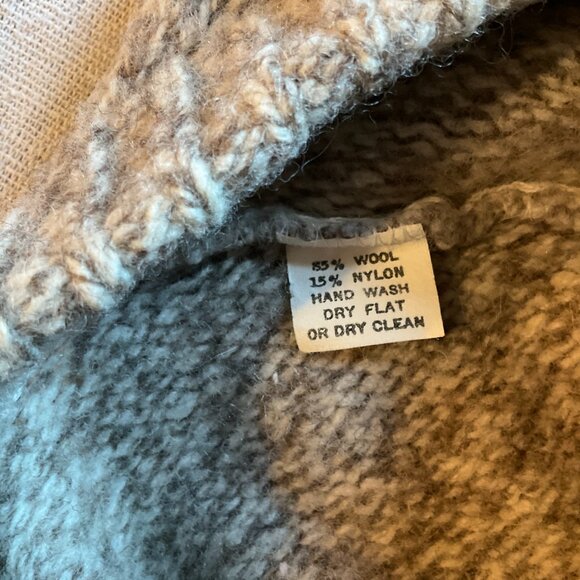 85% WOOL
15% NYLON
HAND WASH
DRY FLAT
OR DRY CLEAN